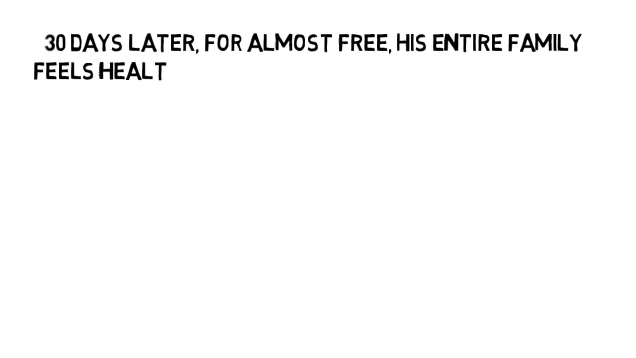 30 DAYS LATER, FOR ALMOST FREE, HIS ENTIRE FAMILY
FEELS HEALT